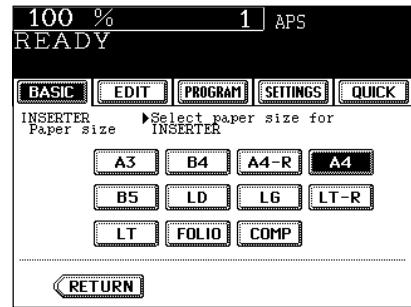 100 % 1 APS
READY
BASIC EDIT PROGRAM SETTINGS QUICK
INSERTER ▶Select paper size for
Paper size INSERTER
A3 B4 A4-R A4
B5 LD LG LT-R
LT FOLIO COMP
RETURN